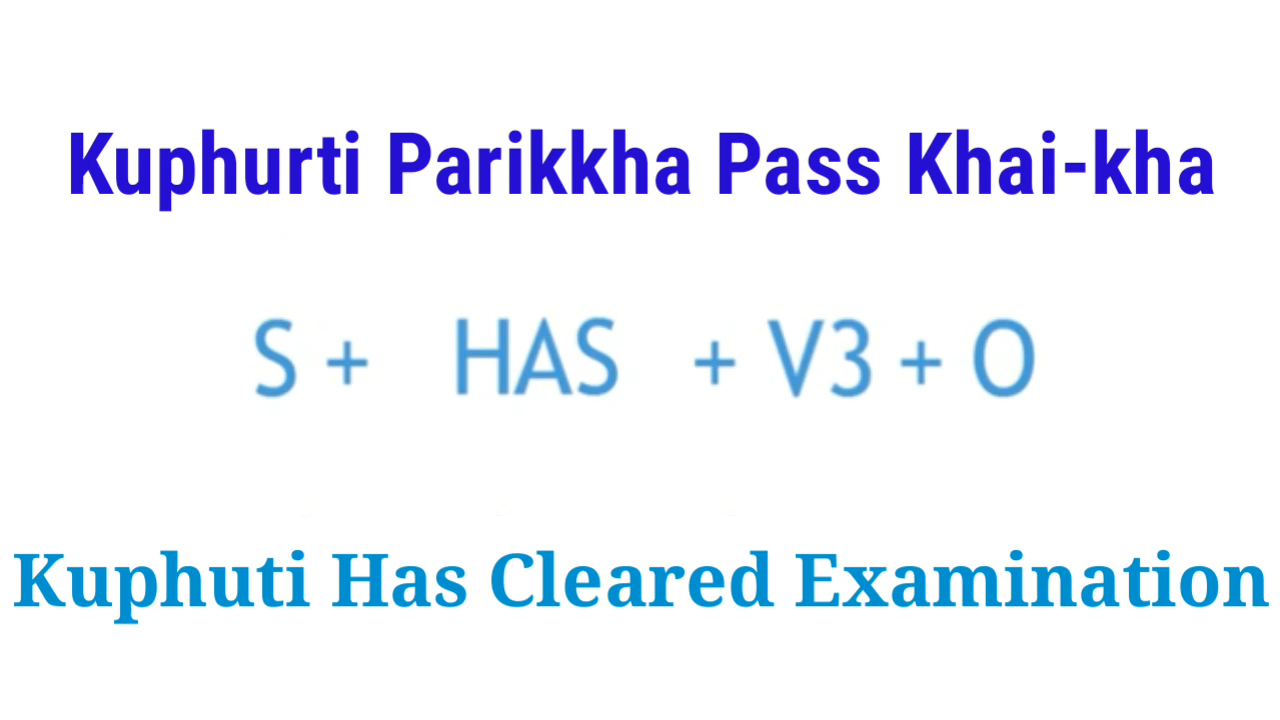 Kuphurti Parikkha Pass Khai-kha
S + HAS + V3 + O
Kuphuti Has Cleared Examination